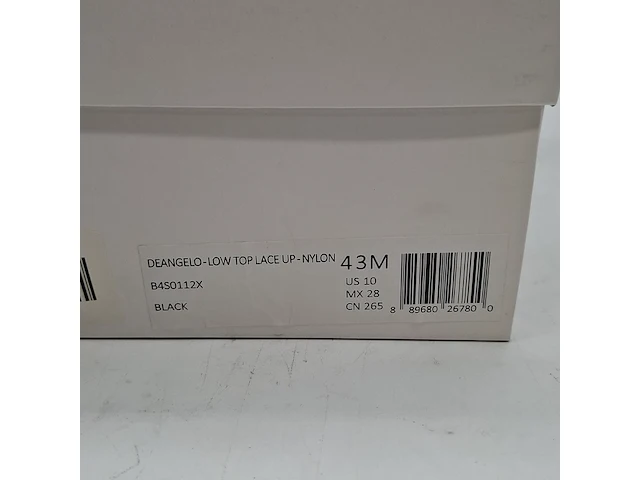 DEANGELO-LOW TOP LACE UP-NYLON 43M
B4S0112X US 10
MX 28
BLACK CN 265
8 89680 26780 0